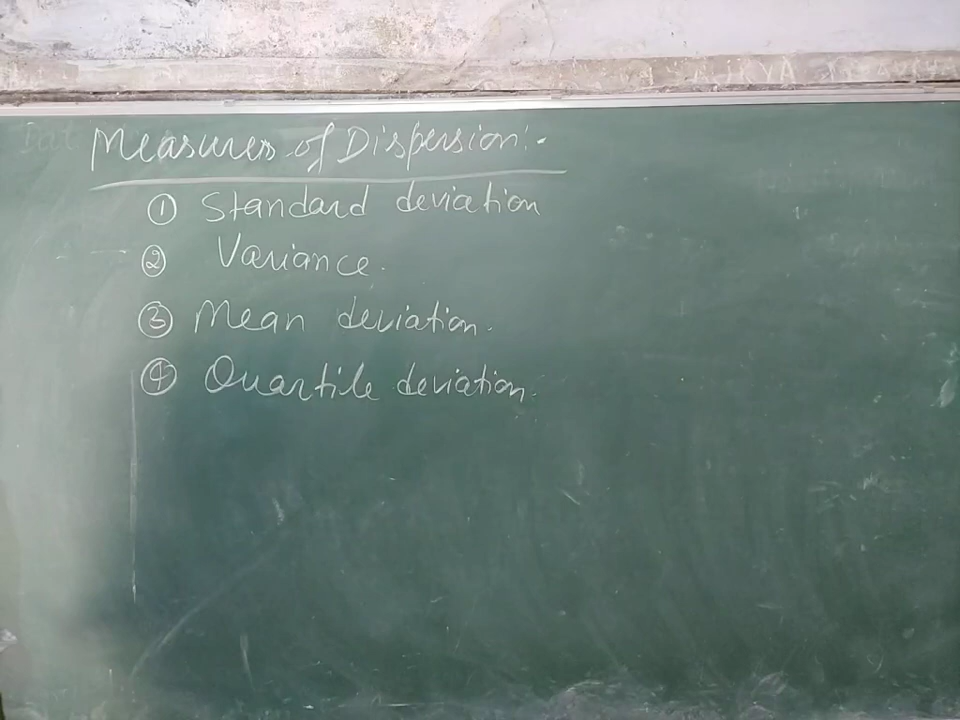 Measures of Dispersion:-
① Standard deviation
② Variance.
③ Mean deviation.
④ Quartile deviation.